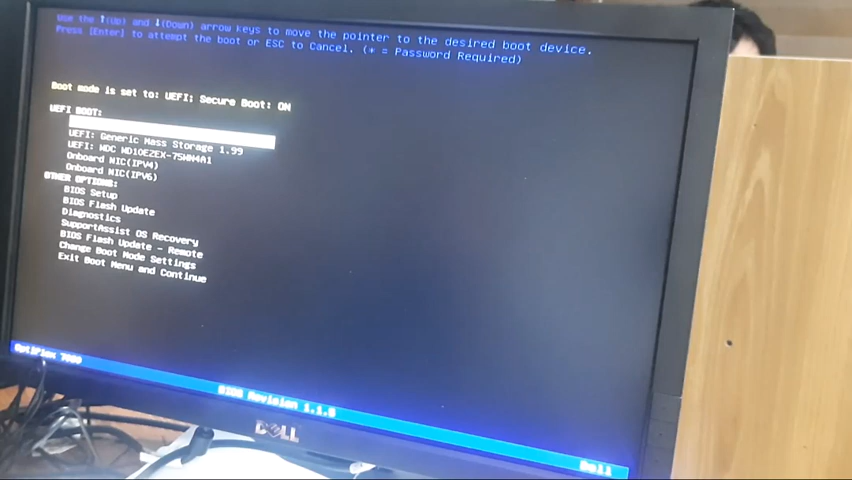 Use the ↑(Up) and ↓(Down) arrow keys to move the pointer to the desired boot device.
Press [Enter] to attempt the boot or ESC to Cancel. (* = Password Required)
Boot mode is set to: UEFI; Secure Boot: ON
UEFI BOOT:
UEFI: Generic Mass Storage 1.99
UEFI: WDC WD10EZEX-75WN4A1
Onboard NIC(IPV4)
Onboard NIC(IPV6)
OTHER OPTIONS:
BIOS Setup
BIOS Flash Update
Diagnostics
SupportAssist OS Recovery
BIOS Flash Update - Remote
Change Boot Mode Settings
Exit Boot Menu and Continue
OptiPlex 7000
BIOS Revision 1.1.6
Dell
DELL